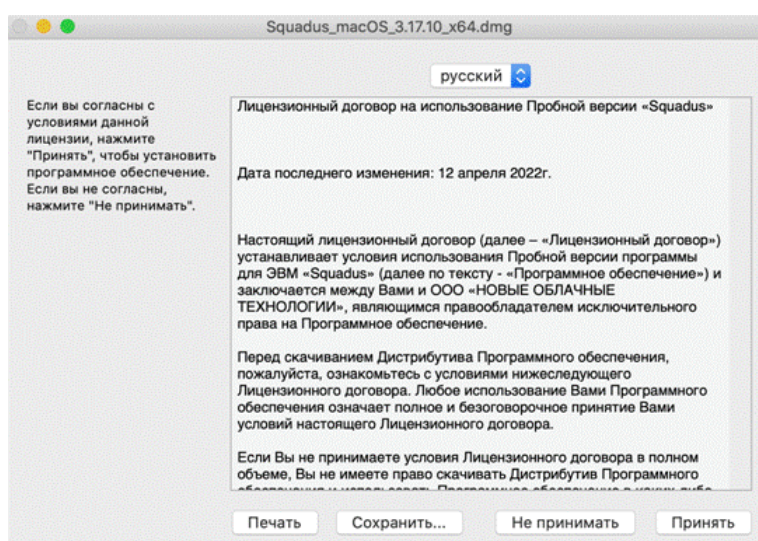 Squadus_macOS_3.17.10_x64.dmg
русский
Если вы согласны с
условиями данной
лицензии, нажмите
"Принять", чтобы установить
программное обеспечение.
Если вы не согласны,
нажмите "Не принимать".
Лицензионный договор на использование Пробной версии «Squadus»
Дата последнего изменения: 12 апреля 2022г.
Настоящий лицензионный договор (далее – «Лицензионный договор»)
устанавливает условия использования Пробной версии программы
для ЭВМ «Squadus» (далее по тексту - «Программное обеспечение») и
заключается между Вами и ООО «НОВЫЕ ОБЛАЧНЫЕ
ТЕХНОЛОГИИ», являющимся правообладателем исключительного
права на Программное обеспечение.
Перед скачиванием Дистрибутива Программного обеспечения,
пожалуйста, ознакомьтесь с условиями нижеследующего
Лицензионного договора. Любое использование Вами Программного
обеспечения означает полное и безоговорочное принятие Вами
условий настоящего Лицензионного договора.
Если Вы не принимаете условия Лицензионного договора в полном
объеме, Вы не имеете право скачивать Дистрибутив Программного
Печать
Сохранить...
Не принимать
Принять